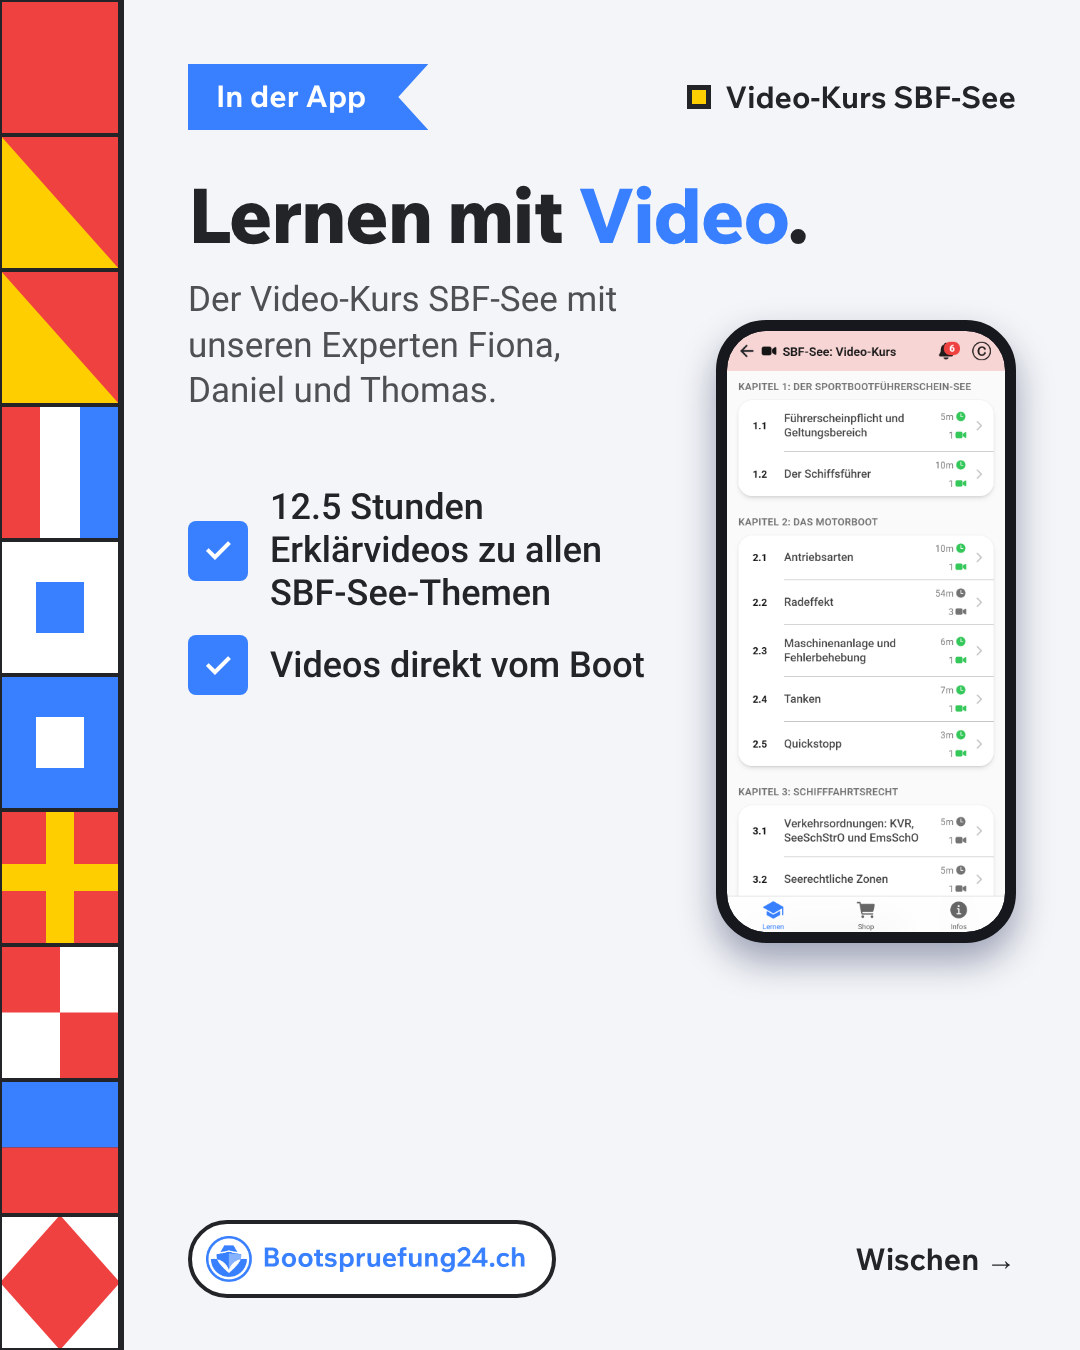 In der App
Video-Kurs SBF-See
Lernen mit Video.
Der Video-Kurs SBF-See mit
unseren Experten Fiona,
Daniel und Thomas.
12.5 Stunden
Erklärvideos zu allen
SBF-See-Themen
Videos direkt vom Boot
SBF-See: Video-Kurs
6
C
KAPITEL 1: DER SPORTBOOTFÜHRERSCHEIN-SEE
1.1 Führerscheinpflicht und 5m
Geltungsbereich 1
1.2 Der Schiffsführer 10m
1
KAPITEL 2: DAS MOTORBOOT
2.1 Antriebsarten 10m
1
2.2 Radeffekt 54m
3
2.3 Maschinenanlage und 6m
Fehlerbehebung 1
2.4 Tanken 7m
1
2.5 Quickstopp 3m
1
KAPITEL 3: SCHIFFFAHRTSRECHT
3.1 Verkehrsordnungen: KVR, 5m
SeeSchStrO und EmsSchO 1
3.2 Seerechtliche Zonen 5m
1
Lernen Shop Infos
Bootspruefung24.ch
Wischen →